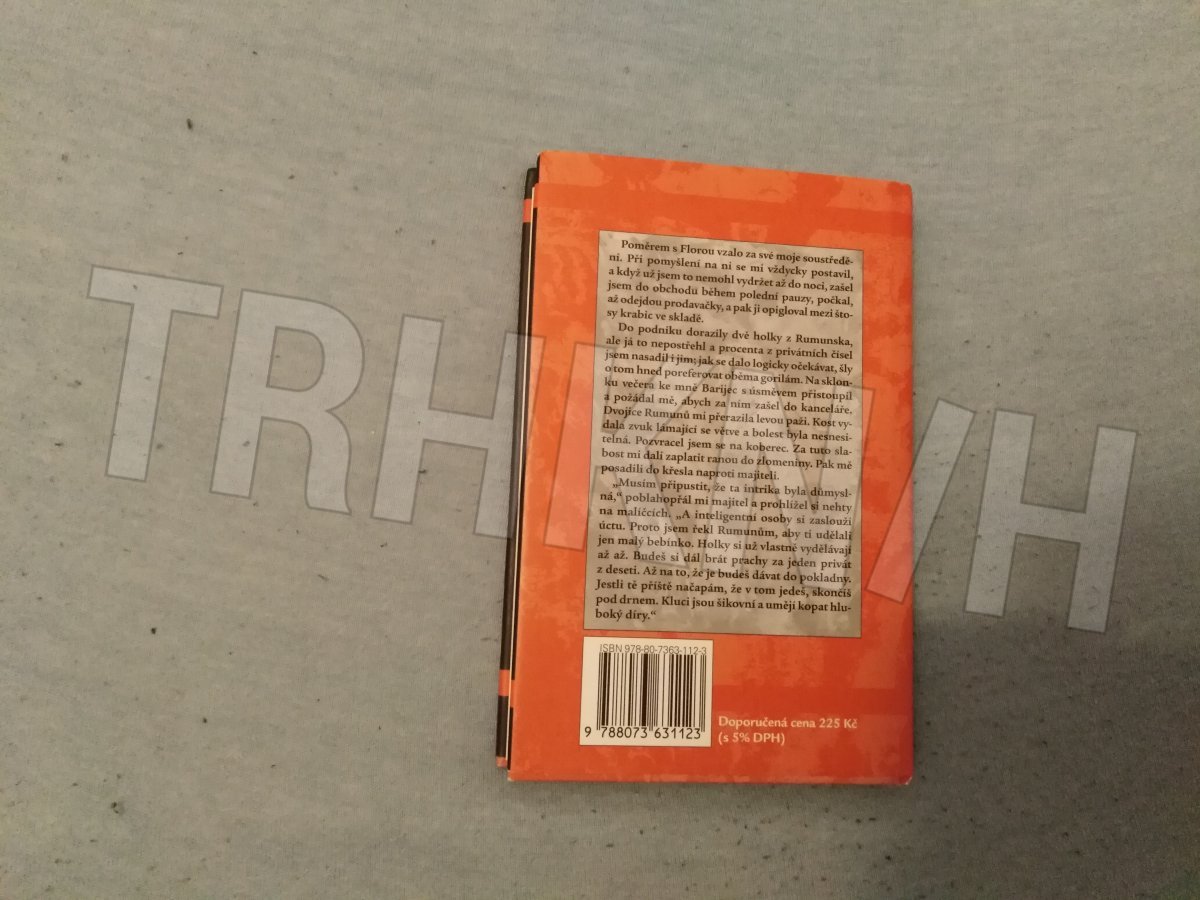 Poměrem s Florou vzalo za své moje soustředě-
ní. Při pomyšlení na ni se mi vždycky postavil,
a když už jsem to nemohl vydržet až do noci, zašel
jsem do obchodu během polední pauzy, počkal,
až odejdou prodavačky, a pak ji opigloval mezi što-
sy krabic ve skladě.
Do podniku dorazily dvě holky z Rumunska,
ale já to nepostřehl a procenta z privátních čísel
jsem nasadil i jim; jak se dalo logicky očekávat, šly
o tom hned poreferovat oběma gorilám. Na sklon-
ku večera ke mně Barijec s úsměvem přistoupil
a požádal mě, abych za ním zašel do kanceláře.
Dvojice Rumunů mi přerazila levou paži. Kost vy-
dala zvuk lámající se větve a bolest byla nesnesi-
telná. Pozvracel jsem se na koberec. Za tuto sla-
bost mi dali zaplatit ranou do zlomeniny. Pak mě
posadili do křesla naproti majiteli.
„Musím připustit, že ta intrika byla důmysl-
ná,“ poblahopřál mi majitel a prohlížel si nehty
na malíčcích. „A inteligentní osoby si zaslouží
úctu. Proto jsem řekl Rumunům, aby ti udělali
jen malý bebínko. Holky si už vlastně vydělávají
až až. Budeš si dál brát prachy za jeden privát
z deseti. Až na to, že je budeš dávat do pokladny.
Jestli tě příště načapám, že v tom jedeš, skončíš
pod drnem. Kluci jsou šikovní a umějí kopat hlu-
boký díry.“
ISBN 978-80-7363-112-3
9 788073 631123
Doporučená cena 225 Kč
(s 5% DPH)
TRHKNIH